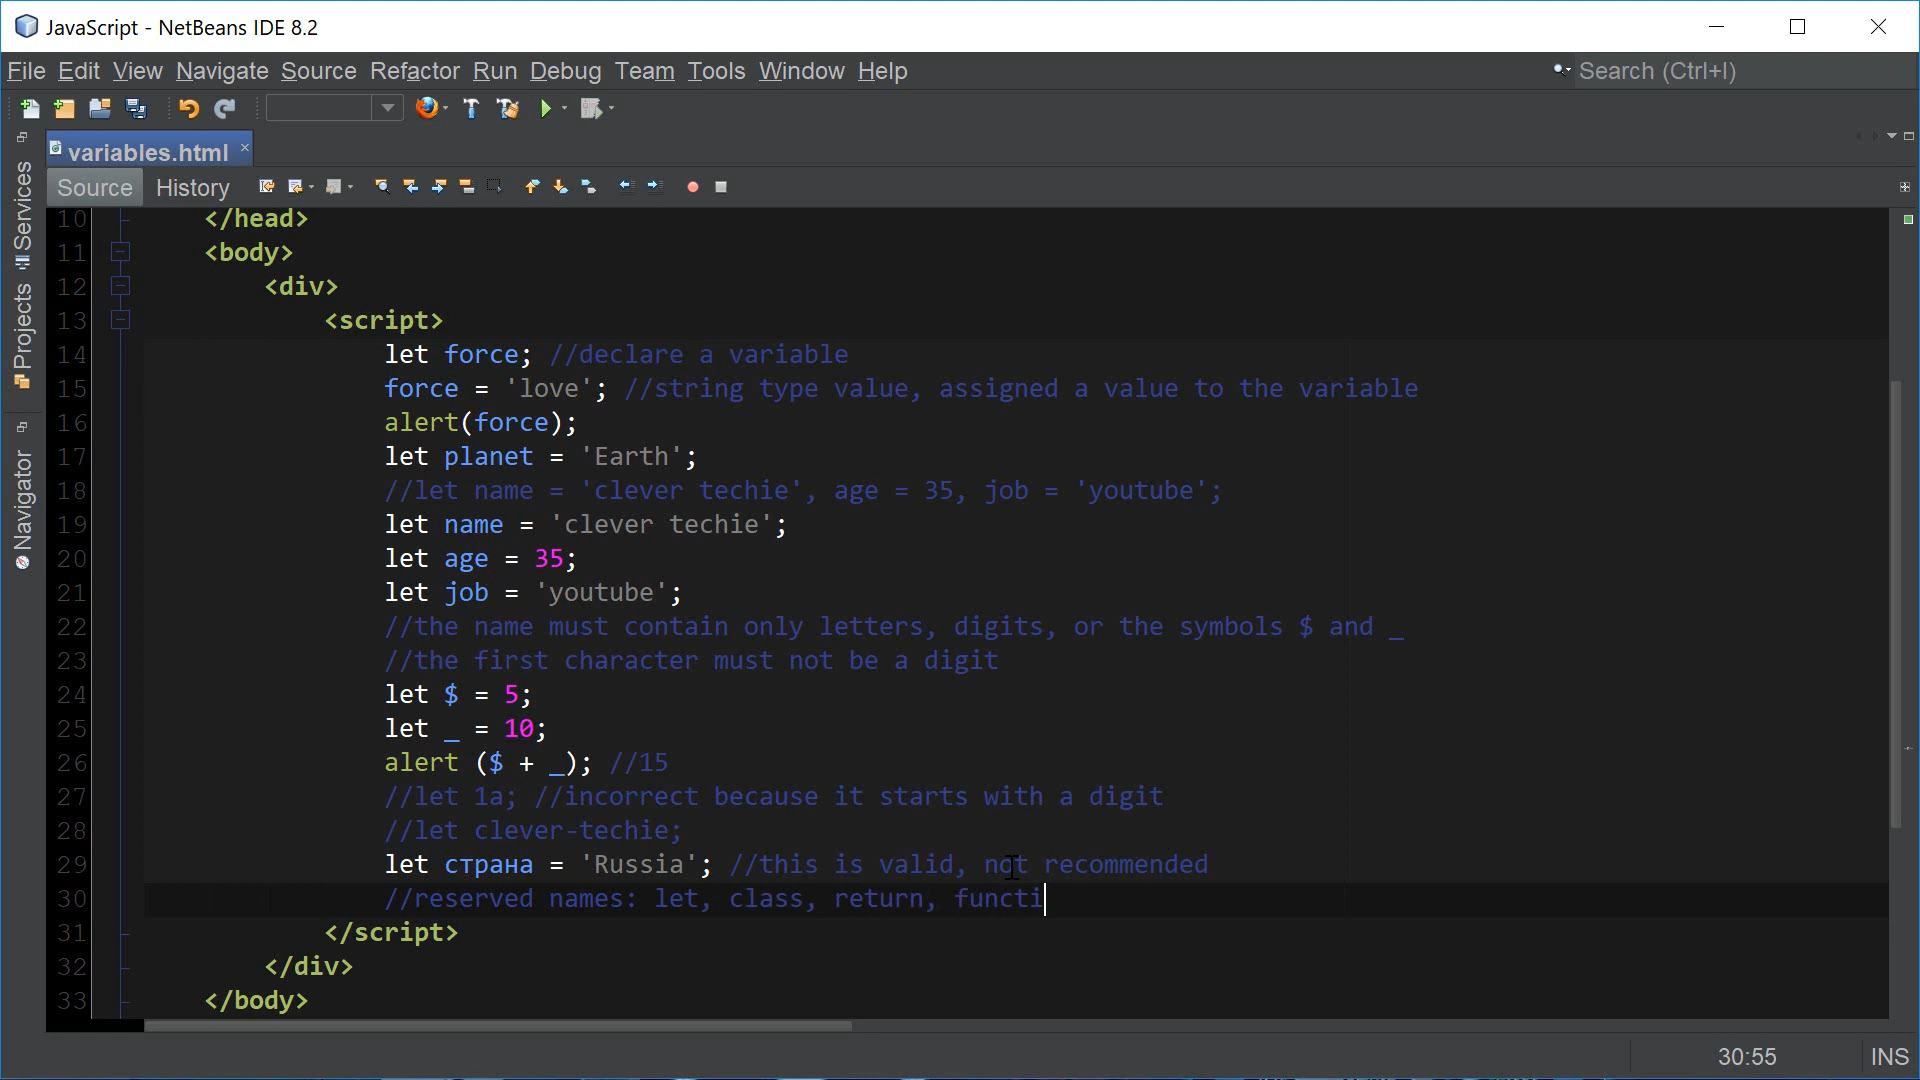 JavaScript - NetBeans IDE 8.2
File Edit View Navigate Source Refactor Run Debug Team Tools Window Help
Search (Ctrl+I)
variables.html
Source History
Services
Projects
Navigator
10 </head>
11 <body>
12 <div>
13 <script>
14 let force; //declare a variable
15 force = 'love'; //string type value, assigned a value to the variable
16 alert(force);
17 let planet = 'Earth';
18 //let name = 'clever techie', age = 35, job = 'youtube';
19 let name = 'clever techie';
20 let age = 35;
21 let job = 'youtube';
22 //the name must contain only letters, digits, or the symbols $ and _
23 //the first character must not be a digit
24 let $ = 5;
25 let _ = 10;
26 alert ($ + _); //15
27 //let 1a; //incorrect because it starts with a digit
28 //let clever-techie;
29 let страна = 'Russia'; //this is valid, not recommended
30 //reserved names: let, class, return, functi
31 </script>
32 </div>
33 </body>
30:55 INS